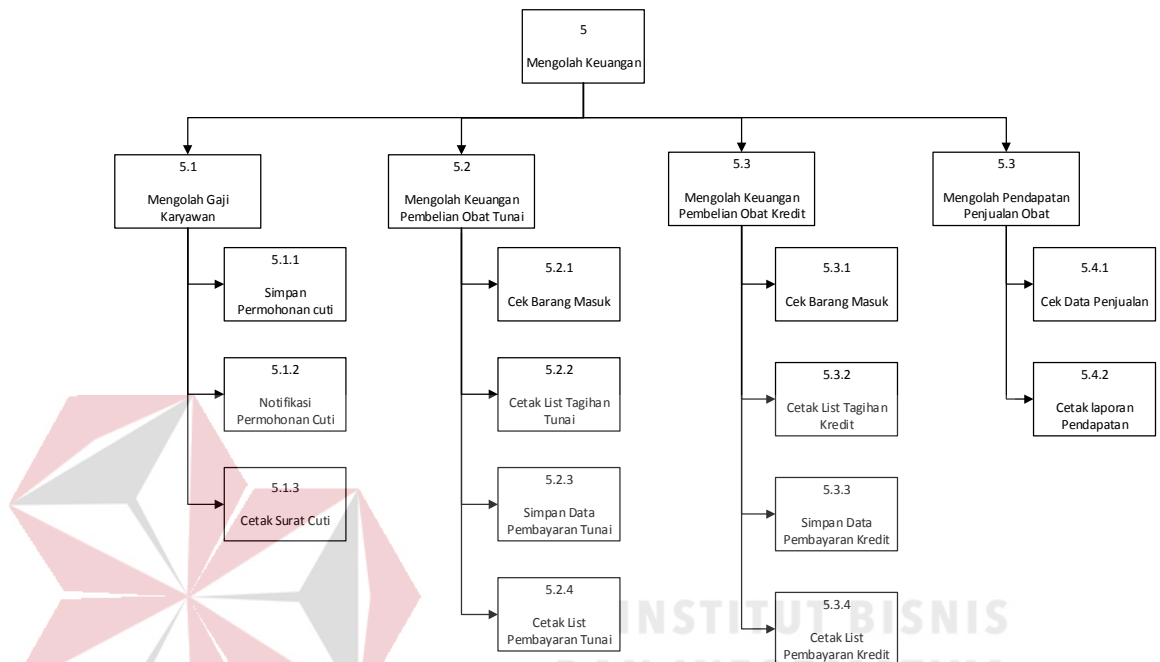 5
Mengolah Keuangan
5.1
Mengolah Gaji
Karyawan
5.2
Mengolah Keuangan
Pembelian Obat Tunai
5.3
Mengolah Keuangan
Pembelian Obat Kredit
5.3
Mengolah Pendapatan
Penjualan Obat
5.1.1
Simpan
Permohonan cuti
5.2.1
Cek Barang Masuk
5.3.1
Cek Barang Masuk
5.4.1
Cek Data Penjualan
5.1.2
Notifikasi
Permohonan Cuti
5.2.2
Cetak List Tagihan
Tunai
5.3.2
Cetak List Tagihan
Kredit
5.4.2
Cetak laporan
Pendapatan
5.1.3
Cetak Surat Cuti
5.2.3
Simpan Data
Pembayaran Tunai
5.3.3
Simpan Data
Pembayaran Kredit
5.2.4
Cetak List
Pembayaran Tunai
5.3.4
Cetak List
Pembayaran Kredit
INSTITUT BISNIS